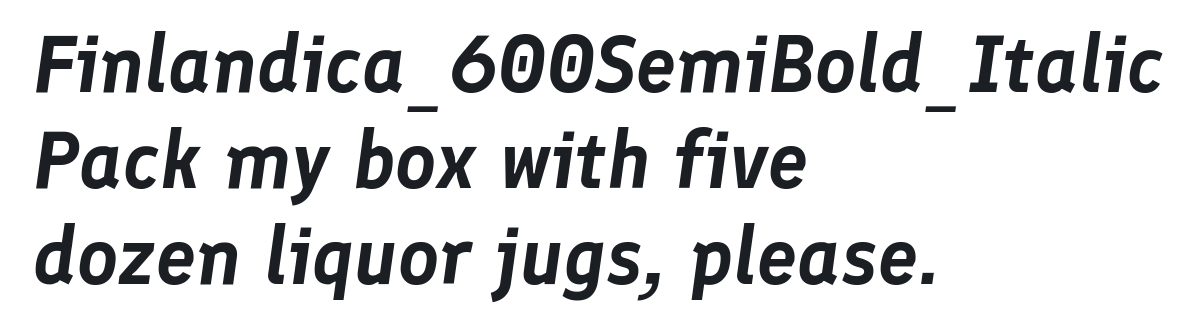 Finlandica_600SemiBold_Italic
Pack my box with five
dozen liquor jugs, please.